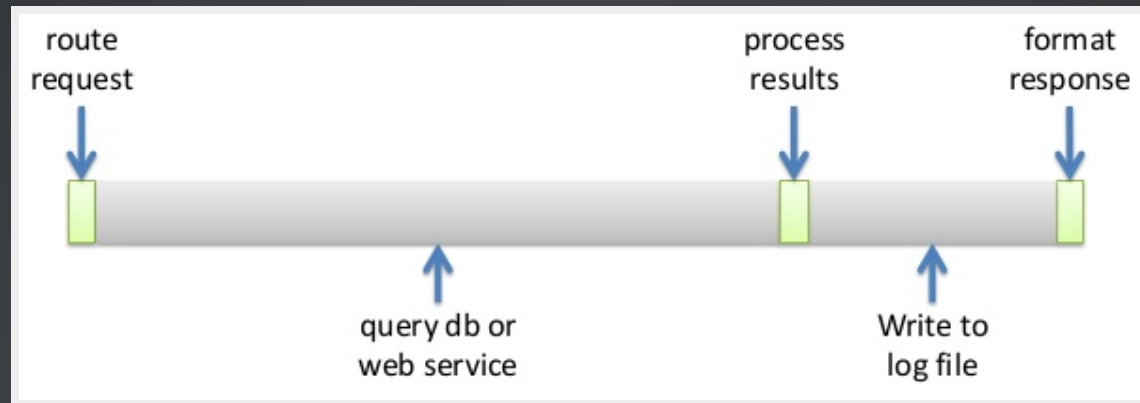 route
request
process
results
format
response
query db or
web service
Write to
log file